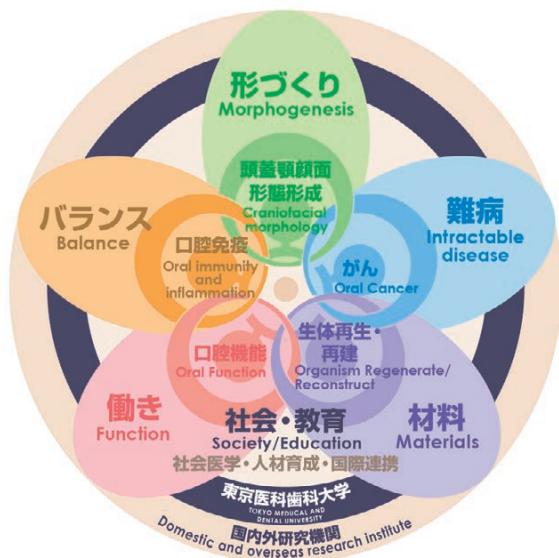 形づくり
Morphogenesis
頭蓋顎顔面
形態形成
Craniofacial
morphology
バランス
Balance
口腔免疫
Oral immunity
and
inflammation
難病
Intractable
disease
がん
Oral Cancer
口腔機能
Oral Function
働き
Function
生体再生・
再建
Organism Regenerate/
Reconstruct
材料
Materials
社会・教育
Society/Education
社会医学・人材育成・国際連携
東京医科歯科大学
TOKYO MEDUCAL AND
DENTAL UNIVERSITY
国内外研究機関
Domestic and overseas research institute